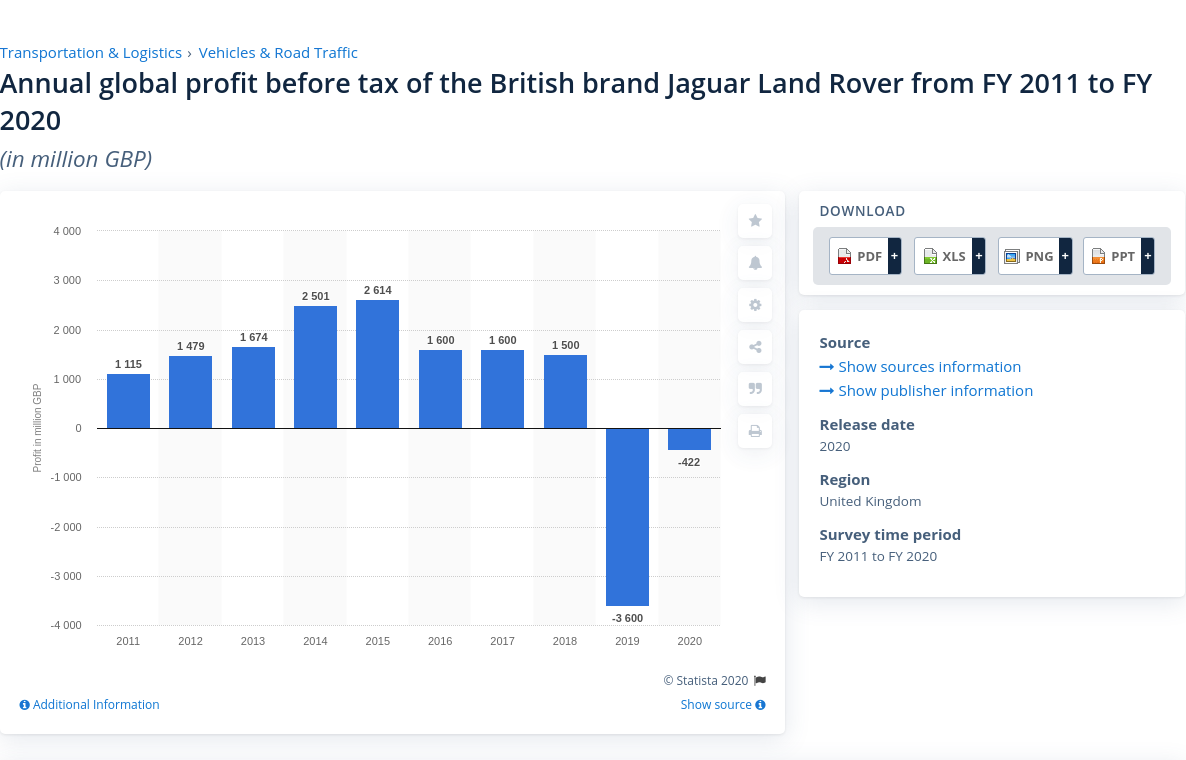 Transportation & Logistics › Vehicles & Road Traffic
Annual global profit before tax of the British brand Jaguar Land Rover from FY 2011 to FY
2020
(in million GBP)
Profit in million GBP
4 000
3 000
2 000
1 000
0
-1 000
-2 000
-3 000
-4 000
1 115
1 479
1 674
2 501
2 614
1 600
1 600
1 500
-3 600
-422
2011 2012 2013 2014 2015 2016 2017 2018 2019 2020
© Statista 2020
Additional Information
Show source
DOWNLOAD
PDF + XLS + PNG + PPT +
Source
Show sources information
Show publisher information
Release date
2020
Region
United Kingdom
Survey time period
FY 2011 to FY 2020